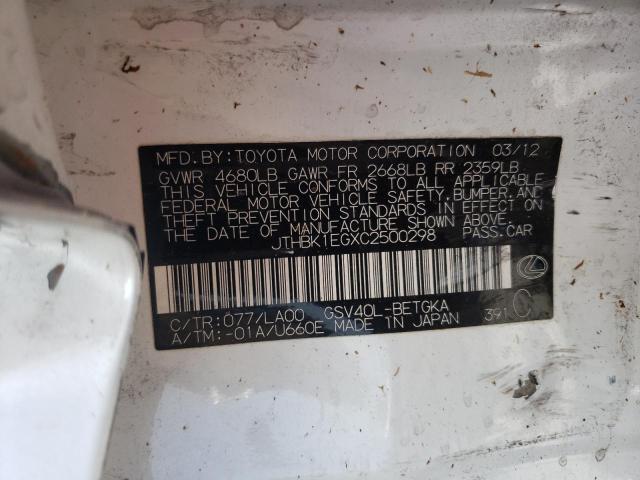 MFD. BY:TOYOTA MOTOR CORPORATION 03/12
GVWR 4680LB GAWR FR 2668LB RR 2359LB
THIS VEHICLE CONFORMS TO ALL APPLICABLE
FEDERAL MOTOR VEHICLE SAFETY,BUMPER,AND
THEFT PREVENTION STANDARDS IN EFFECT ON
THE DATE OF MANUFACTURE SHOWN ABOVE.
JTHBK1EGXC2500298 PASS.CAR
C/TR:077/LA00 GSV40L-BETGKA
A/TM:-01A/U660E MADE IN JAPAN 391 C